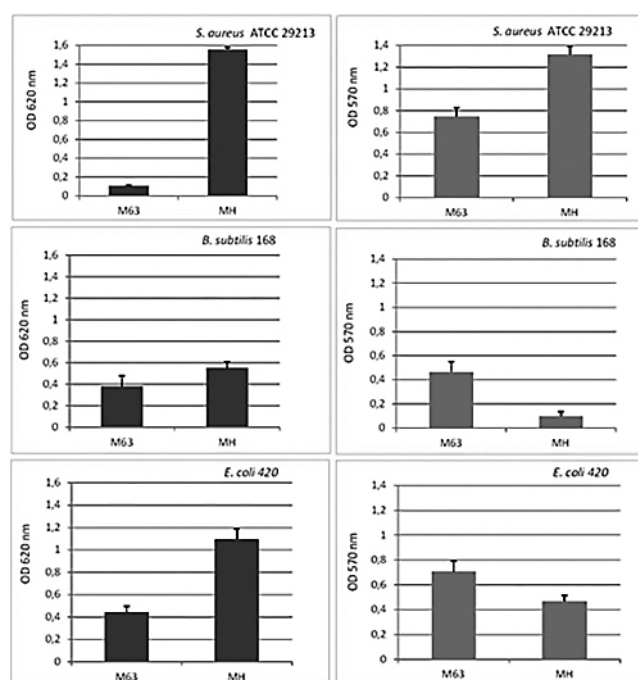 S. aureus ATCC 29213
OD 620 nm
1,6
1,4
1,2
1
0,8
0,6
0,4
0,2
0
M63 MH
S. aureus ATCC 29213
OD 570 nm
1,4
1,2
1
0,8
0,6
0,4
0,2
0
M63 MH
B. subtilis 168
OD 620 nm
1,6
1,4
1,2
1
0,8
0,6
0,4
0,2
0
M63 MH
B. subtilis 168
OD 570 nm
1,4
1,2
1
0,8
0,6
0,4
0,2
0
M63 MH
E. coli 420
OD 620 nm
1,6
1,4
1,2
1
0,8
0,6
0,4
0,2
0
M63 MH
E. coli 420
OD 570 nm
1,4
1,2
1
0,8
0,6
0,4
0,2
0
M63 MH